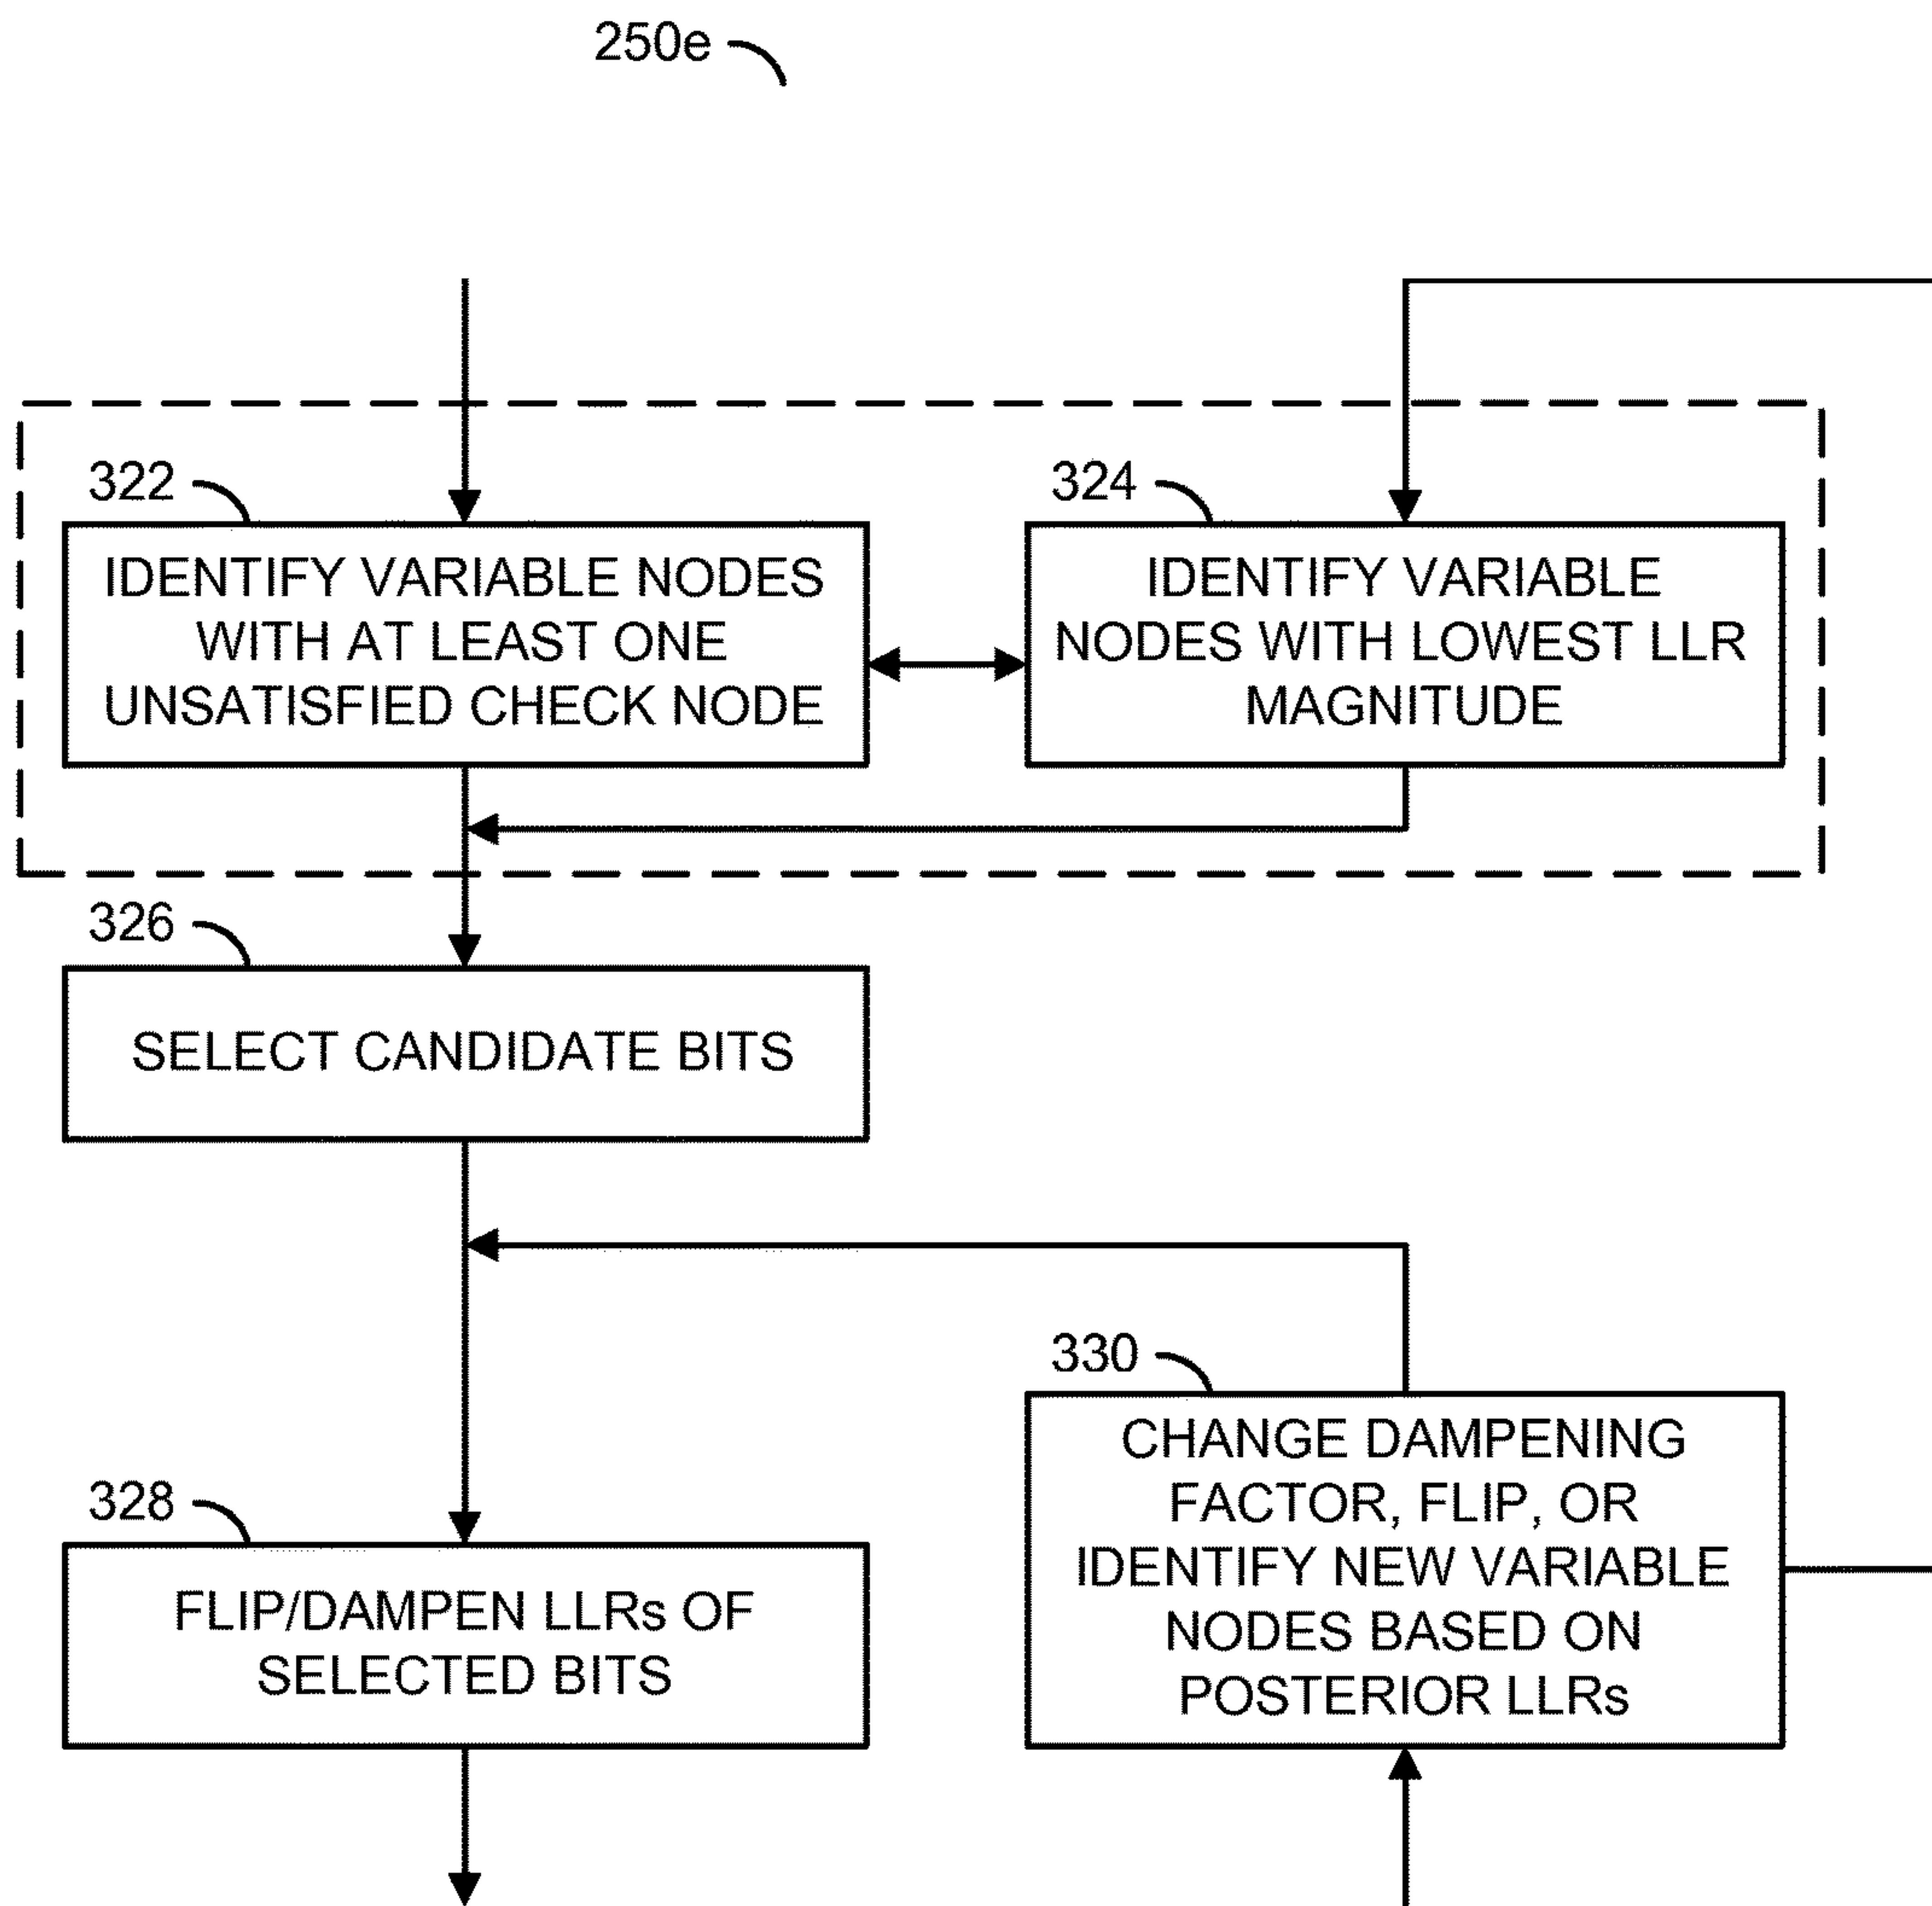 250e
322
IDENTIFY VARIABLE NODES
WITH AT LEAST ONE
UNSATISFIED CHECK NODE
324
IDENTIFY VARIABLE
NODES WITH LOWEST LLR
MAGNITUDE
326
SELECT CANDIDATE BITS
330
CHANGE DAMPENING
FACTOR, FLIP, OR
IDENTIFY NEW VARIABLE
NODES BASED ON
POSTERIOR LLRs
328
FLIP/DAMPEN LLRs OF
SELECTED BITS